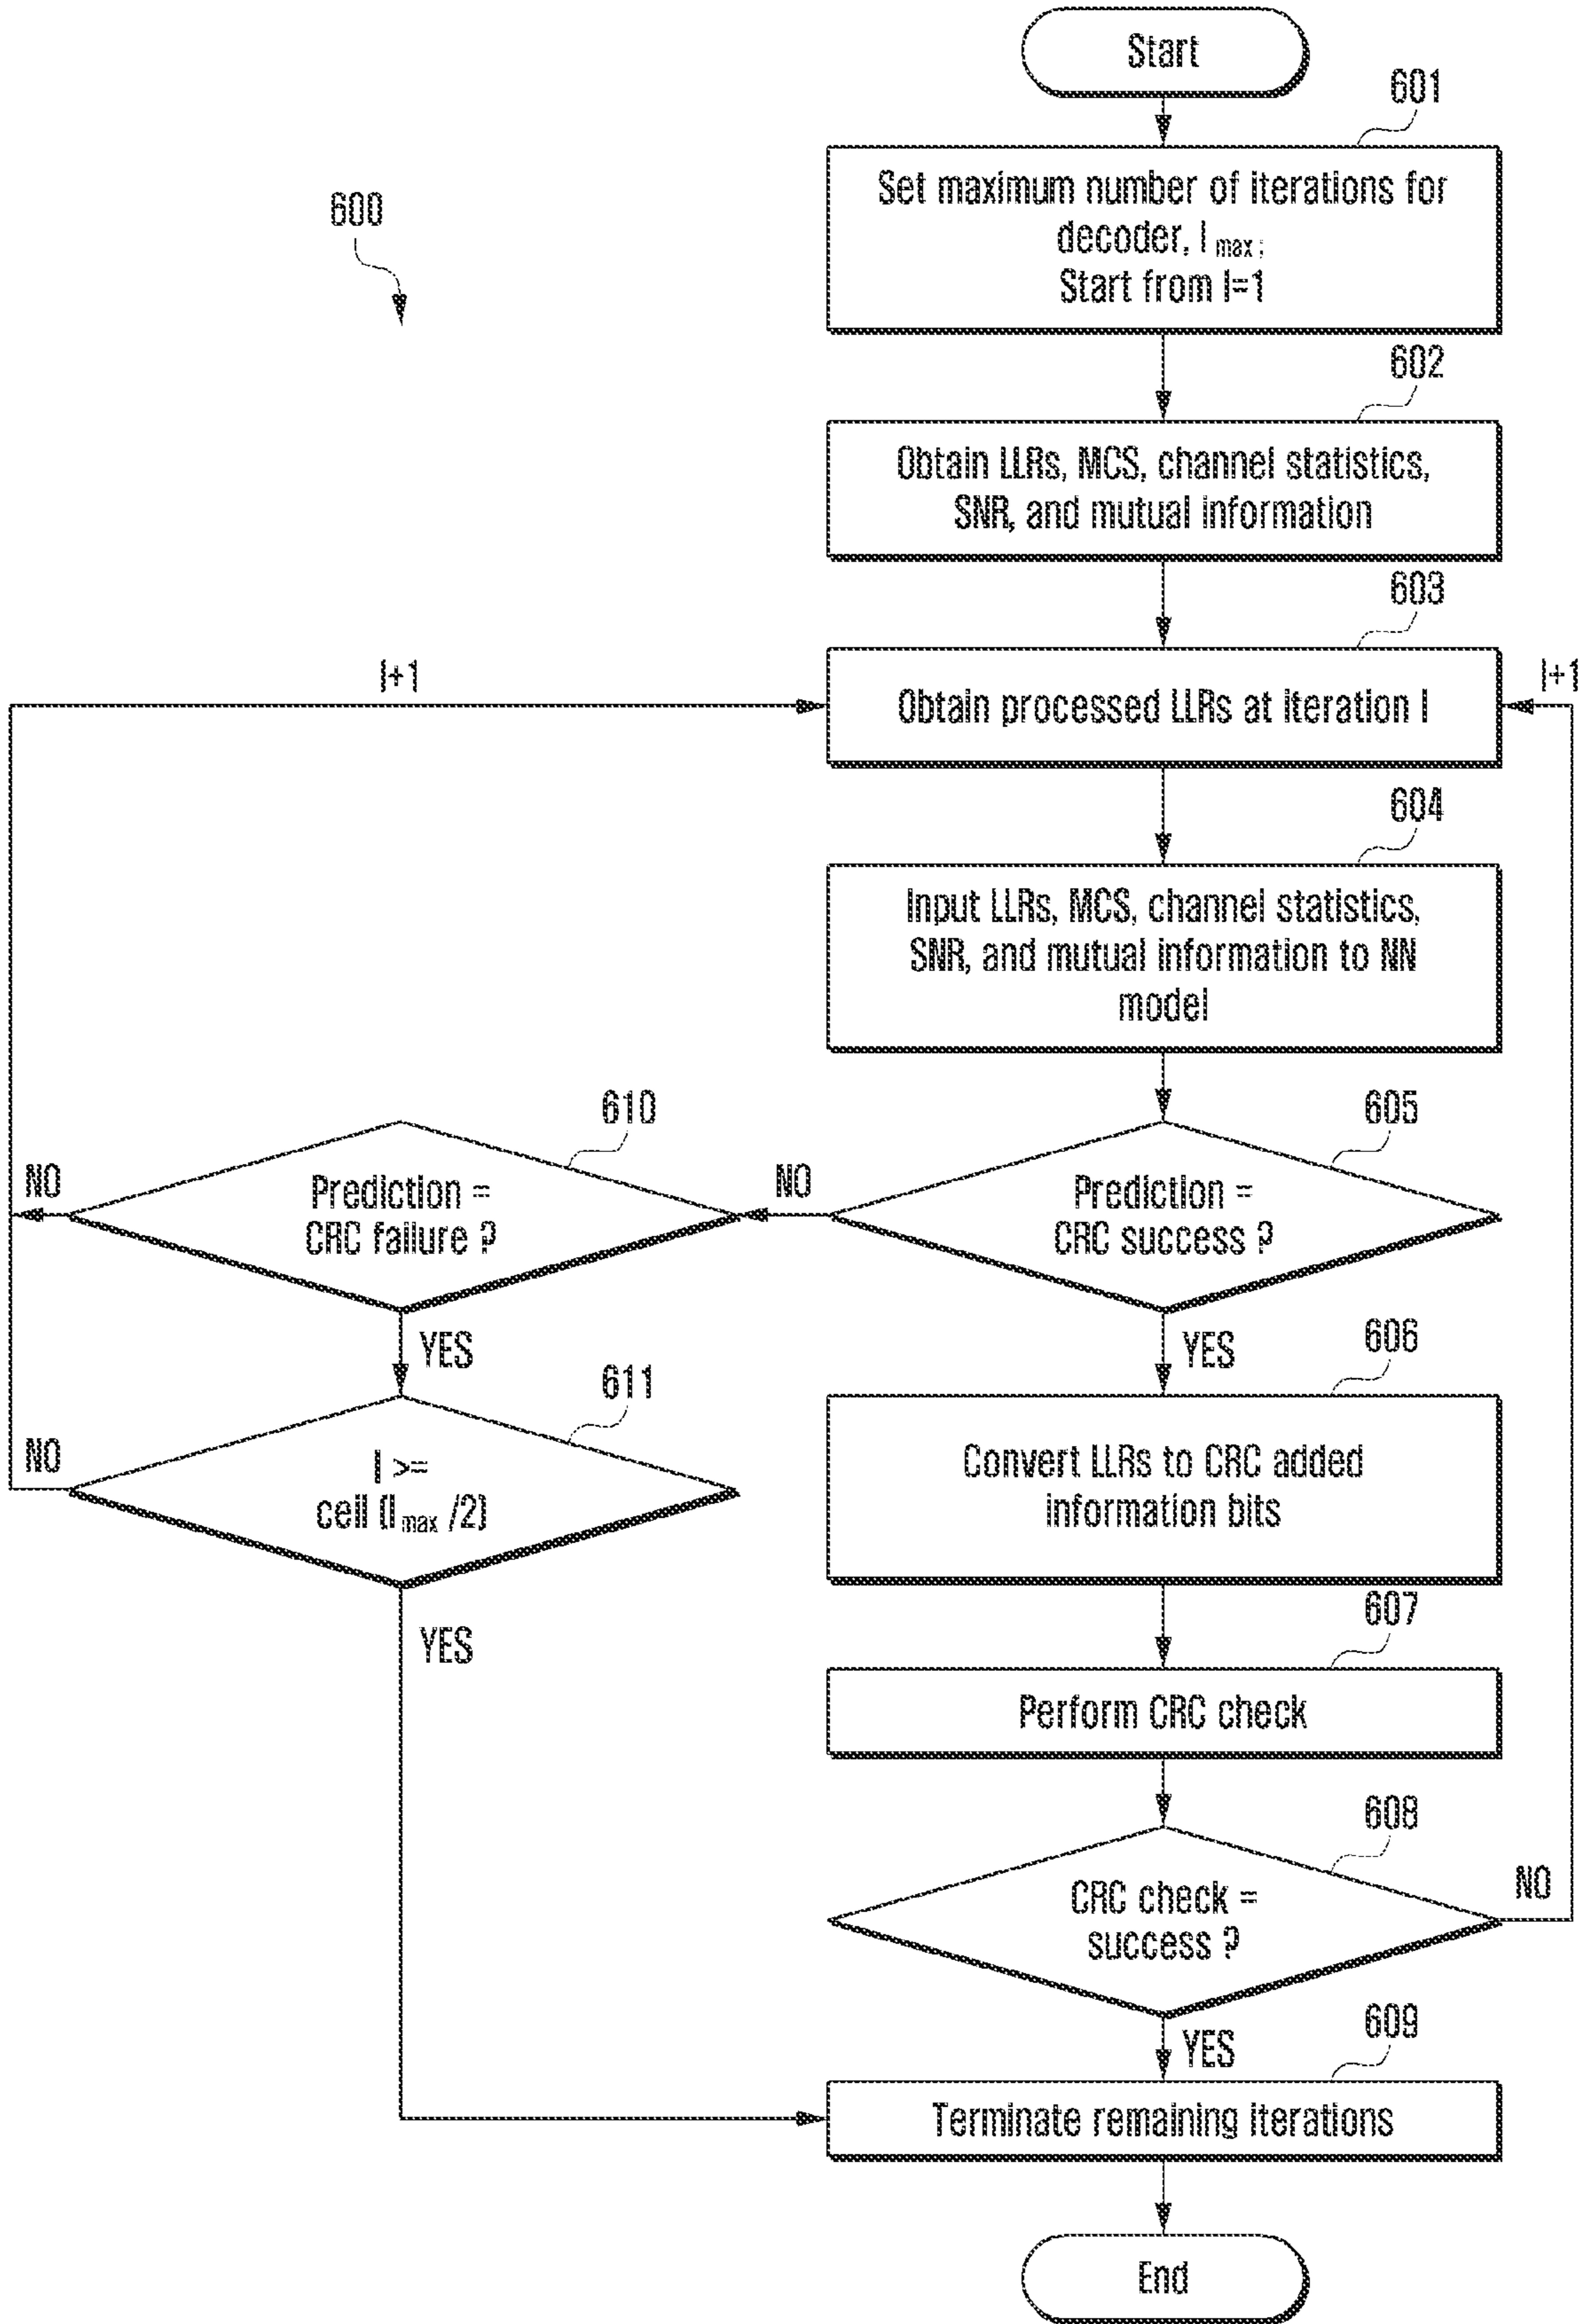 Start
601
Set maximum number of iterations for
decoder, I max ;
Start from I=1
600
602
Obtain LLRs, MCS, channel statistics,
SNR, and mutual information
603
I+1
I+1
Obtain processed LLRs at iteration I
604
Input LLRs, MCS, channel statistics,
SNR, and mutual information to NN
model
610
605
NO
Prediction =
CRC failure ?
NO
Prediction =
CRC success ?
YES
YES
611
606
NO
I >=
ceil (I max /2)
Convert LLRs to CRC added
information bits
YES
607
Perform CRC check
608
CRC check =
success ?
NO
YES
609
Terminate remaining iterations
End